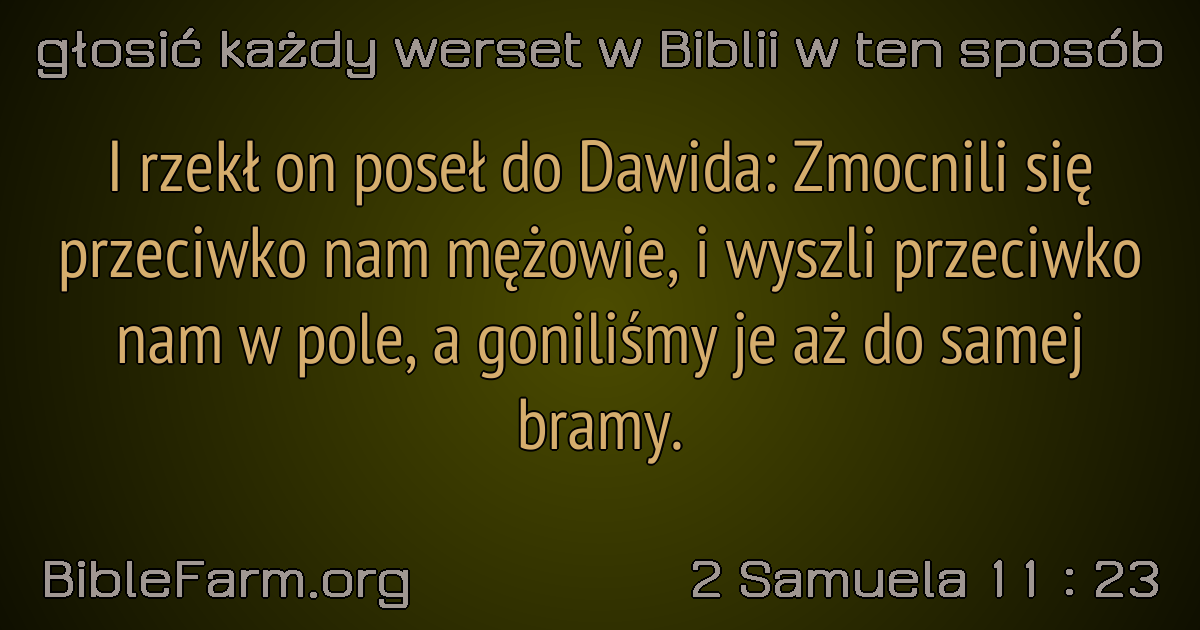 głosić każdy werset w Biblii w ten sposób
I rzekł on poseł do Dawida: Zmocnili się
przeciwko nam mężowie, i wyszli przeciwko
nam w pole, a goniliśmy je aż do samej
bramy.
BibleFarm.org
2 Samuela 11 : 23